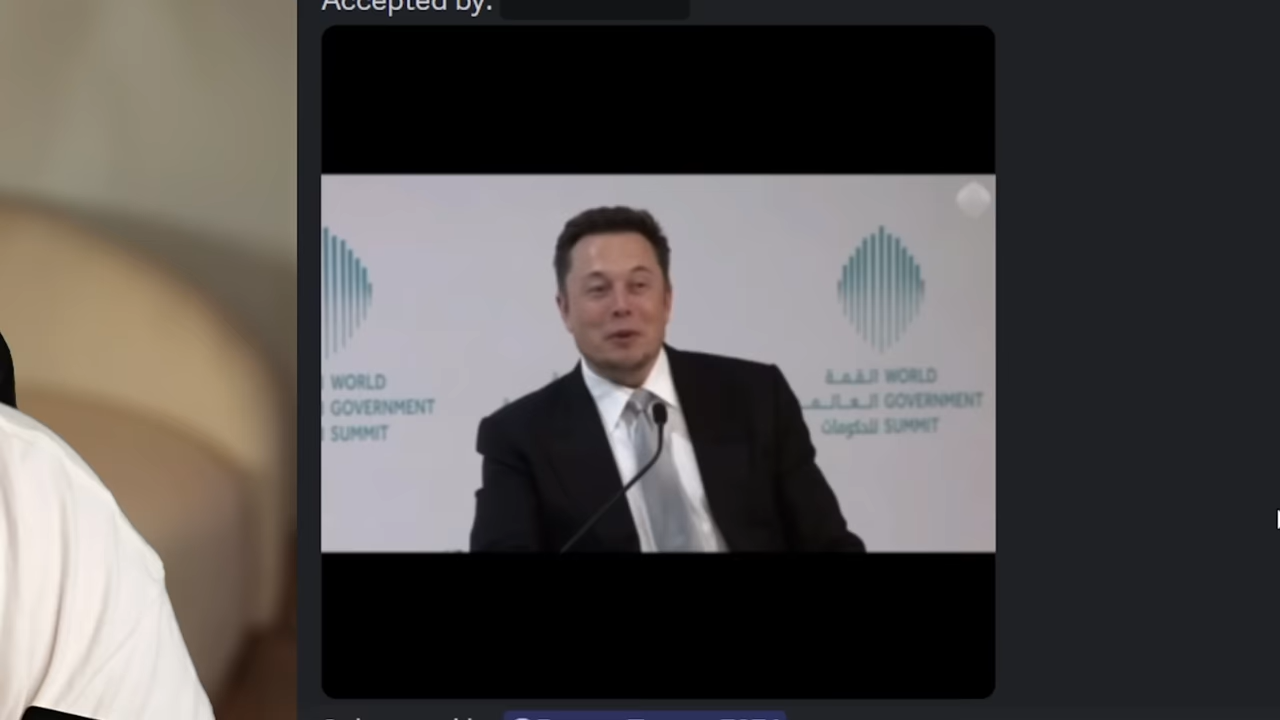 Accepted by:
WORLD
GOVERNMENT
SUMMIT
القمة WORLD
العالمية GOVERNMENT
للحكومات SUMMIT